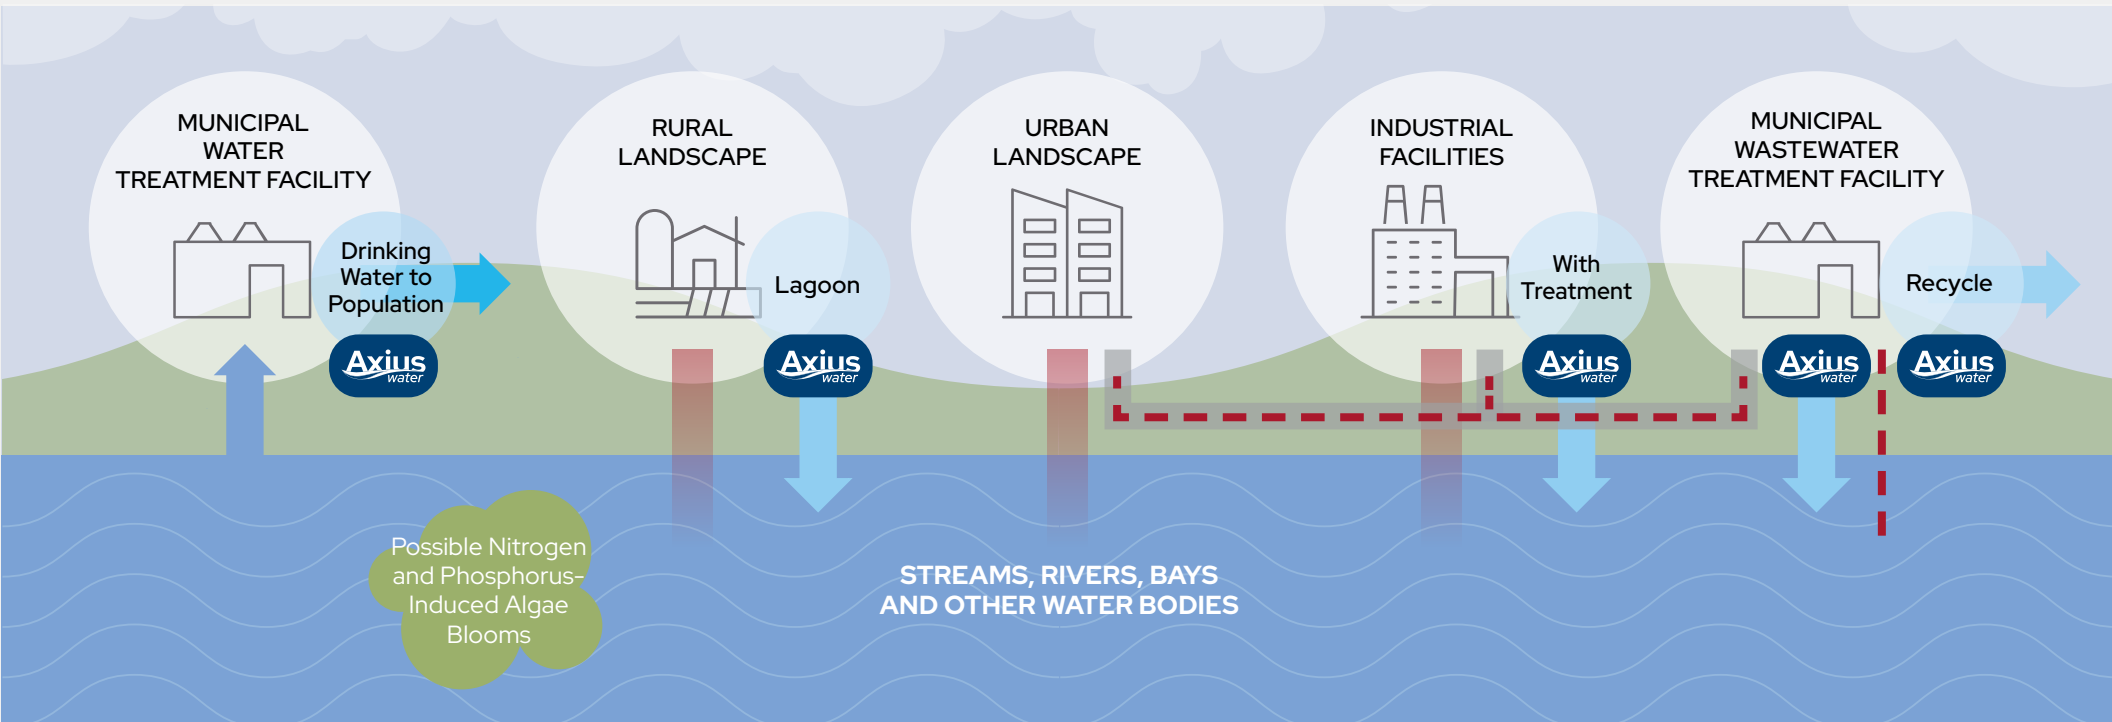 MUNICIPAL
WATER
TREATMENT FACILITY
Drinking
Water to
Population
Axius
water
RURAL
LANDSCAPE
Lagoon
Axius
water
URBAN
LANDSCAPE
INDUSTRIAL
FACILITIES
With
Treatment
Axius
water
MUNICIPAL
WASTEWATER
TREATMENT FACILITY
Recycle
Axius
water
Axius
water
Possible Nitrogen
and Phosphorus-
Induced Algae
Blooms
STREAMS, RIVERS, BAYS
AND OTHER WATER BODIES